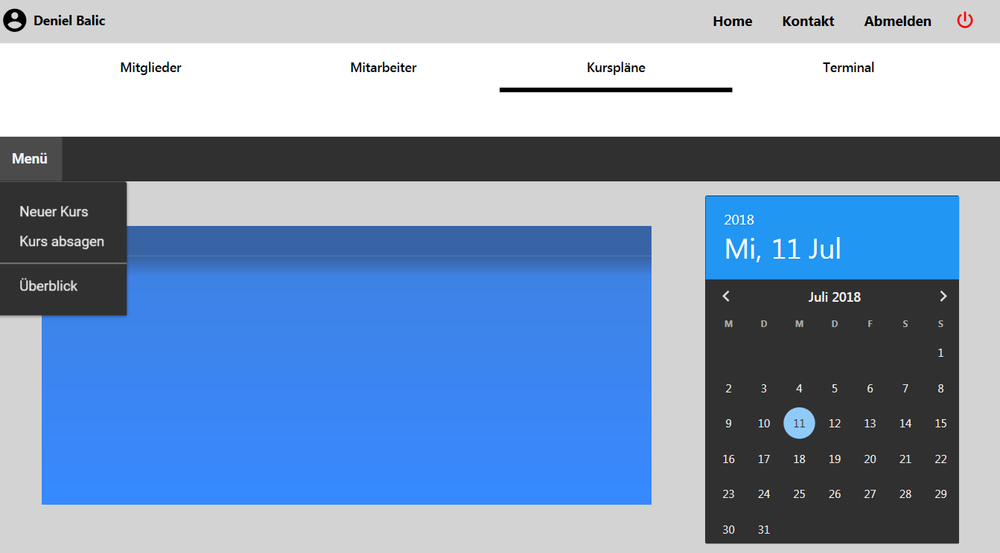 Deniel Balic
Home Kontakt Abmelden
Mitglieder Mitarbeiter Kurspläne Terminal
Menü
Neuer Kurs
Kurs absagen
Überblick
2018
Mi, 11 Jul
Juli 2018
M D M D F S S
1
2 3 4 5 6 7 8
9 10 11 12 13 14 15
16 17 18 19 20 21 22
23 24 25 26 27 28 29
30 31